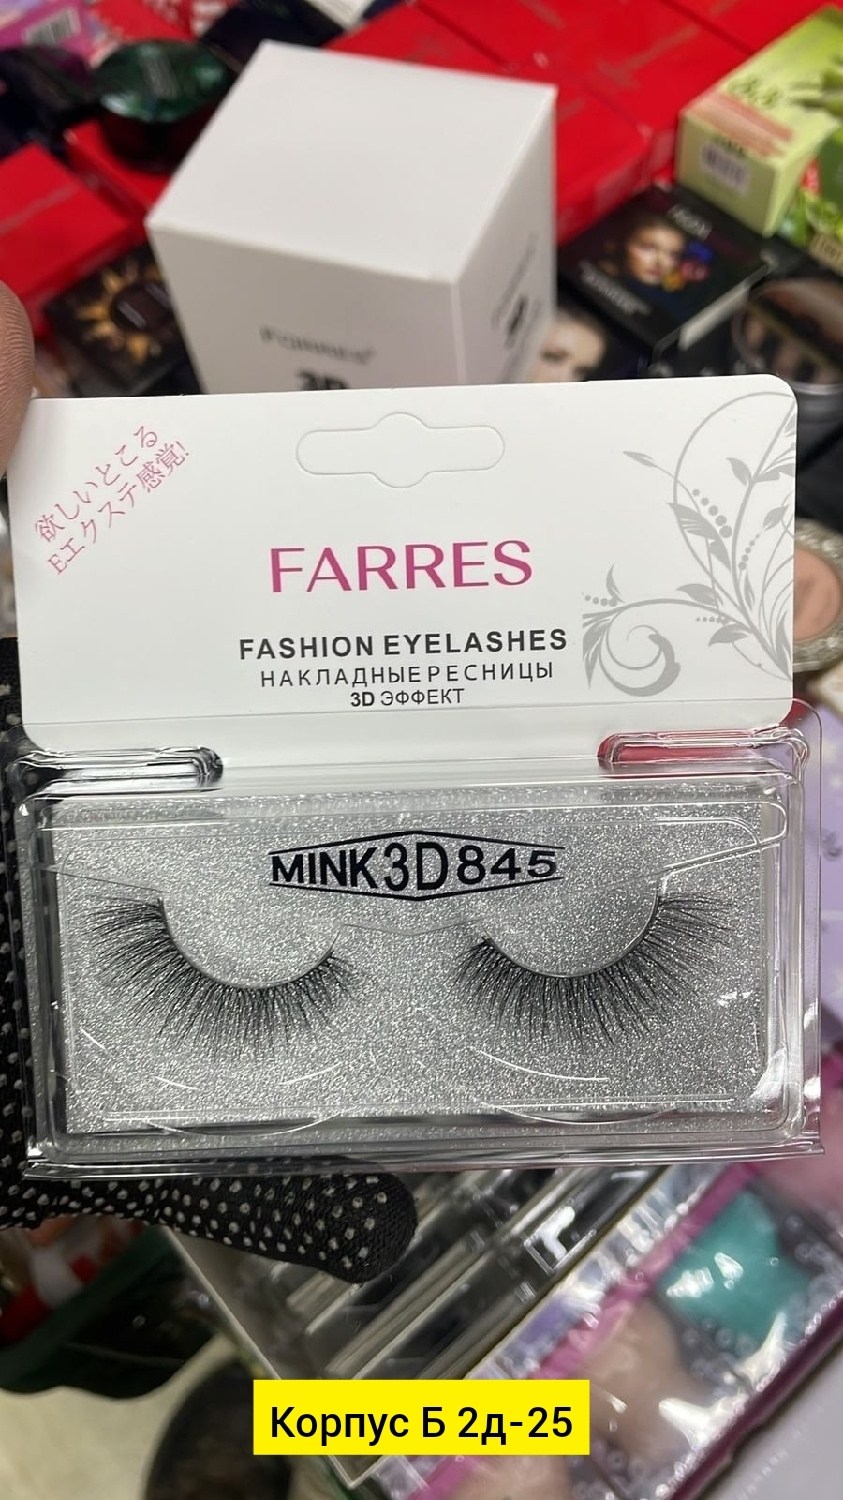 欲しいところ
Eエクステ感覚!
FARRES
FASHION EYELASHES
НАКЛАДНЫЕ РЕСНИЦЫ
3D ЭФФЕКТ
MINK3D845
Корпус Б 2д-25